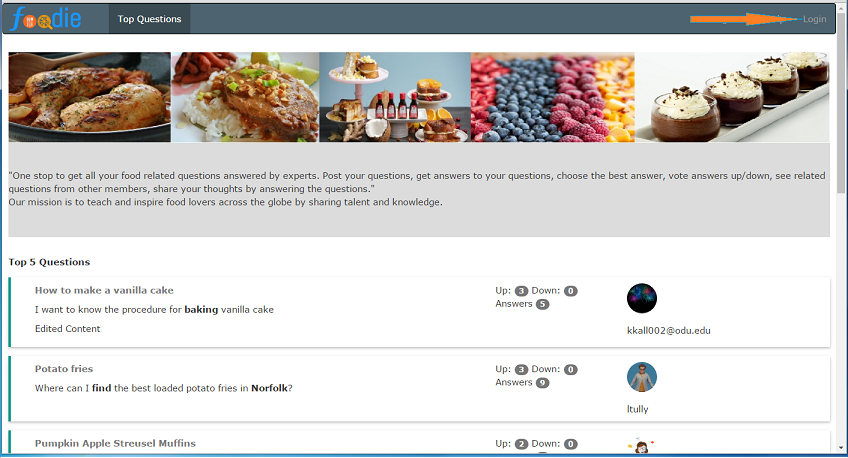 foodie
Top Questions
Login
"One stop to get all your food related questions answered by experts. Post your questions, get answers to your questions, choose the best answer, vote answers up/down, see related
questions from other members, share your thoughts by answering the questions."
Our mission is to teach and inspire food lovers across the globe by sharing talent and knowledge.
Top 5 Questions
How to make a vanilla cake
Up: 3 Down: 0
I want to know the procedure for baking vanilla cake
Answers 5
Edited Content
kkall002@odu.edu
Potato fries
Up: 3 Down: 0
Where can I find the best loaded potato fries in Norfolk?
Answers 9
ltully
Pumpkin Apple Streusel Muffins
Up: 2 Down: 0